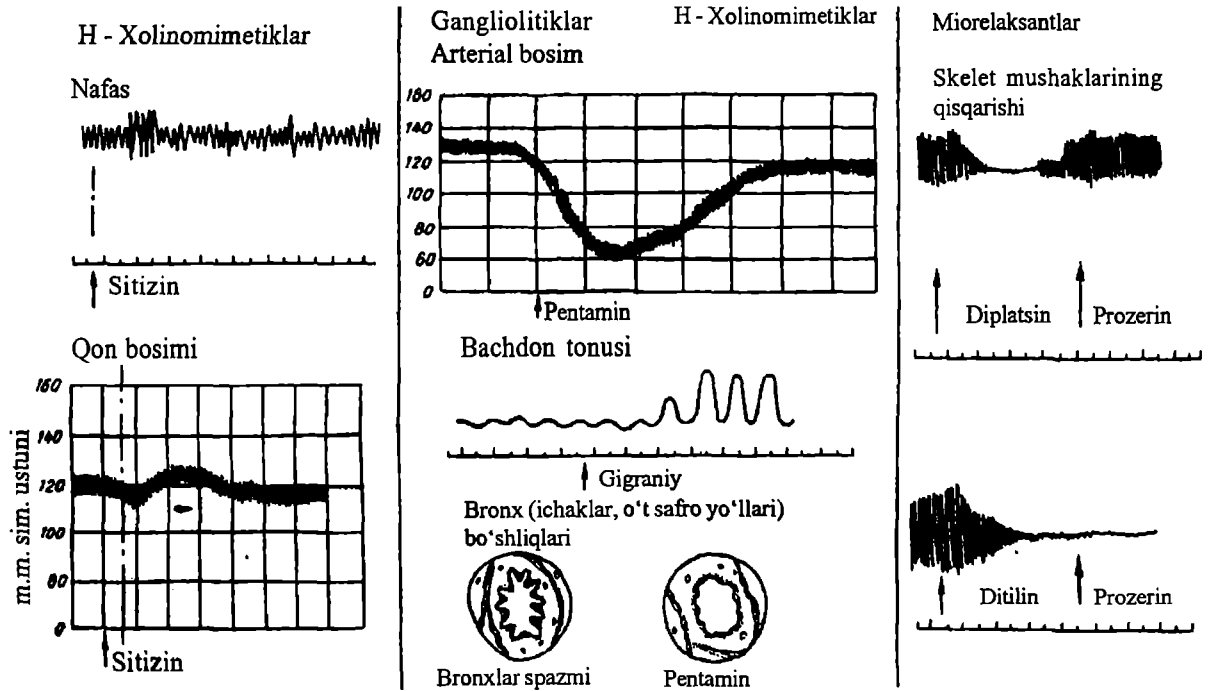 H - Xolinomimetiklar
Nafas
Sitizin
Qon bosimi
m.m. sim. ustuni
160
140
120
100
80
0
Sitizin
Gangliolitiklar
H - Xolinomimetiklar
Arterial bosim
180
140
120
100
80
60
0
Pentamin
Bachdon tonusi
Gigraniy
Bronx (ichaklar, o‘t safro yo‘llari)
bo‘shliqlari
Bronxlar spazmi
Pentamin
Miorelaksantlar
Skelet mushaklarining
qisqarishi
Diplatsin
Prozerin
Ditilin
Prozerin